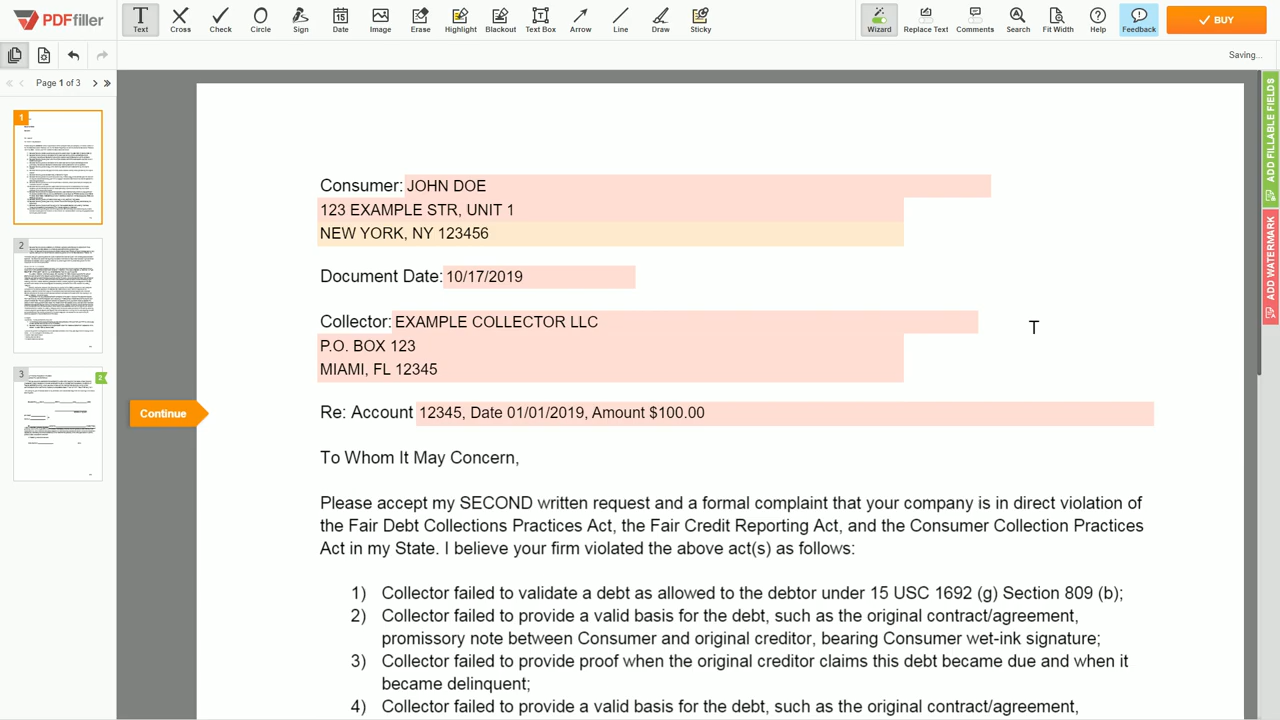 PDFfiller
Text
Cross
Check
Circle
Sign
15
Date
Image
Erase
Highlight
Blackout
Text Box
Arrow
Line
Draw
Sticky
Wizard
Replace Text
Comments
Search
Fit Width
Help
Feedback
BUY
Saving...
Page 1 of 3
1
2
3
2
ADD FILLABLE FIELDS
ADD WATERMARK
Consumer: JOHN DOE
123 EXAMPLE STR, UNIT 1
NEW YORK, NY 123456
Document Date: 10/17/2019
Collector: EXAMPLE COLLECTOR LLC
P.O. BOX 123
MIAMI, FL 12345
Continue
Re: Account 12345, Date 01/01/2019, Amount $100.00
To Whom It May Concern,
Please accept my SECOND written request and a formal complaint that your company is in direct violation of
the Fair Debt Collections Practices Act, the Fair Credit Reporting Act, and the Consumer Collection Practices
Act in my State. I believe your firm violated the above act(s) as follows:
1) Collector failed to validate a debt as allowed to the debtor under 15 USC 1692 (g) Section 809 (b);
2) Collector failed to provide a valid basis for the debt, such as the original contract/agreement,
promissory note between Consumer and original creditor, bearing Consumer wet-ink signature;
3) Collector failed to provide proof when the original creditor claims this debt became due and when it
became delinquent;
4) Collector failed to provide a valid basis for the debt, such as the original contract/agreement,